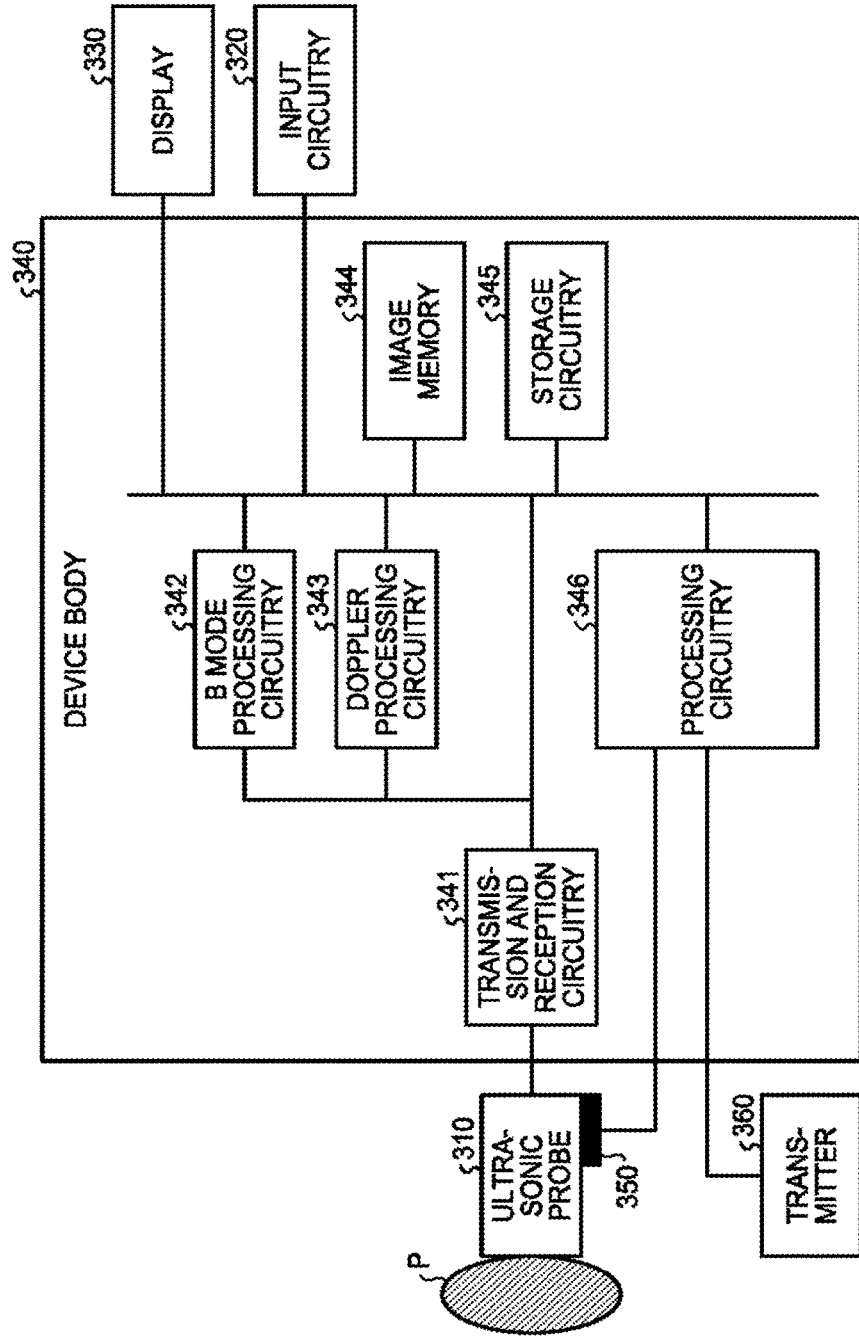 340
DEVICE BODY
330
DISPLAY
320
INPUT
CIRCUITRY
342
B MODE
PROCESSING
CIRCUITRY
344
IMAGE
MEMORY
343
DOPPLER
PROCESSING
CIRCUITRY
345
STORAGE
CIRCUITRY
P
310
ULTRA-
SONIC
PROBE
341
TRANSMIS-
SION AND
RECEPTION
CIRCUITRY
350
346
PROCESSING
CIRCUITRY
360
TRANS-
MITTER